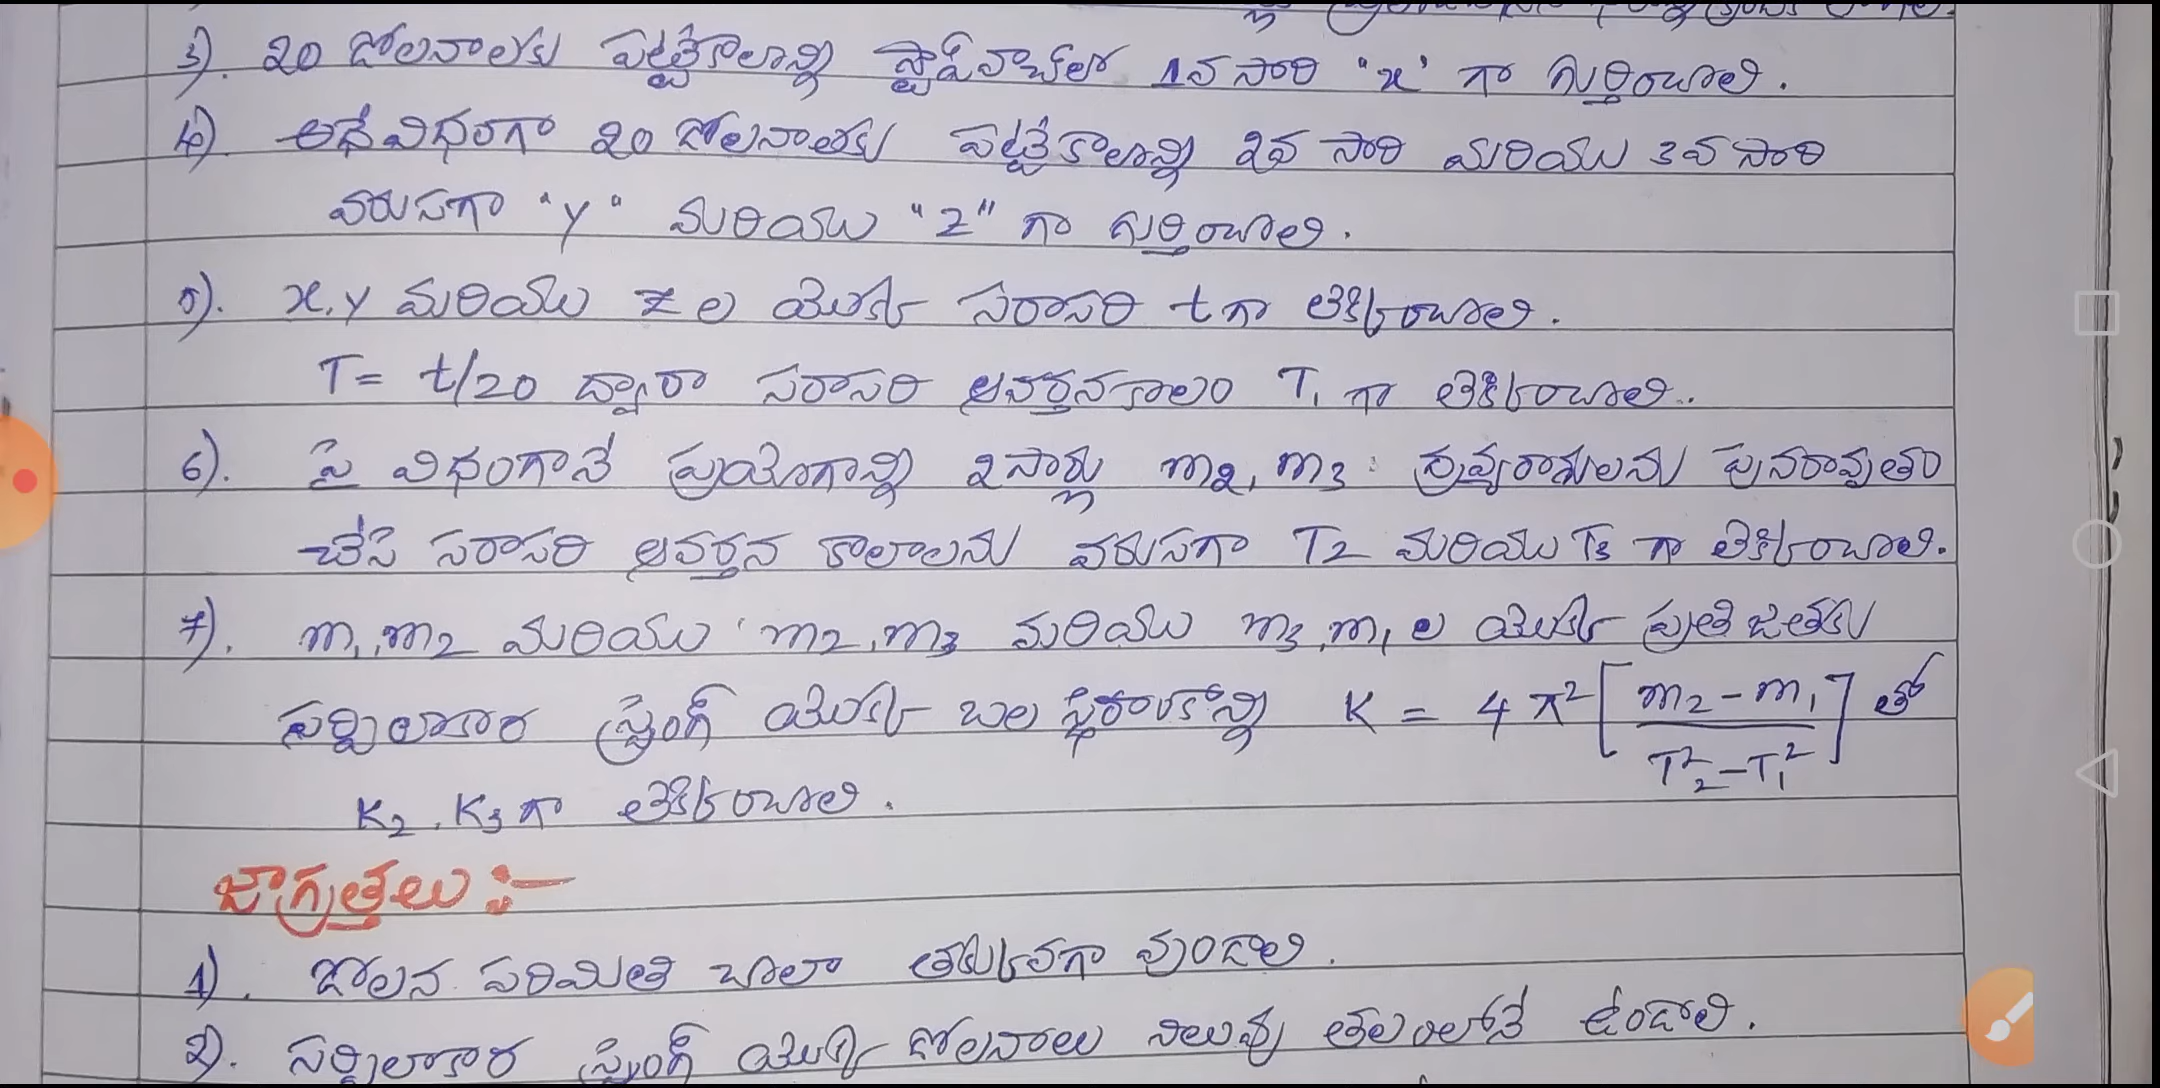 3). 20 డోలనాలకు పట్టేకాలాన్ని స్టాప్ వాచ్‌లో 1వ సారి "x" గా గుర్తించాలి.
4). అదేవిధంగా 20 డోలనాలకు పట్టే కాలాన్ని 2వ సారి మరియు 3వ సారి
వరుసగా "y" మరియు "z" గా గుర్తించాలి.
5). x, y మరియు z ల యొక్క సరాసరి t గా లెక్కించాలి.
T = t/20 ద్వారా సరాసరి ఆవర్తనకాలం T₁ గా లెక్కించాలి.
6). పై విధంగానే ప్రయోగాన్ని 2సార్లు m2, m3 ద్రవ్యరాశులను పునరావృతం
చేసి సరాసరి ఆవర్తన కాలాలను వరుసగా T2 మరియు T3 గా లెక్కించాలి.
7). m₁, m2 మరియు m2, m3 మరియు m3, m₁ ల యొక్క ప్రతి జతకు
సర్పిలాకార స్ప్రింగ్ యొక్క బల స్థిరాంకాన్ని K = 4π² [m2 – m₁ / T2² – T₁²] తో
K2, K3 గా లెక్కించాలి.
జాగ్రత్తలు :–
1). డోలన పరిమితి చాలా తక్కువగా వుండాలి.
2). సర్పిలాకార స్ప్రింగ్ యొక్క డోలనాలు నిలువు తలంలోనే ఉండాలి.